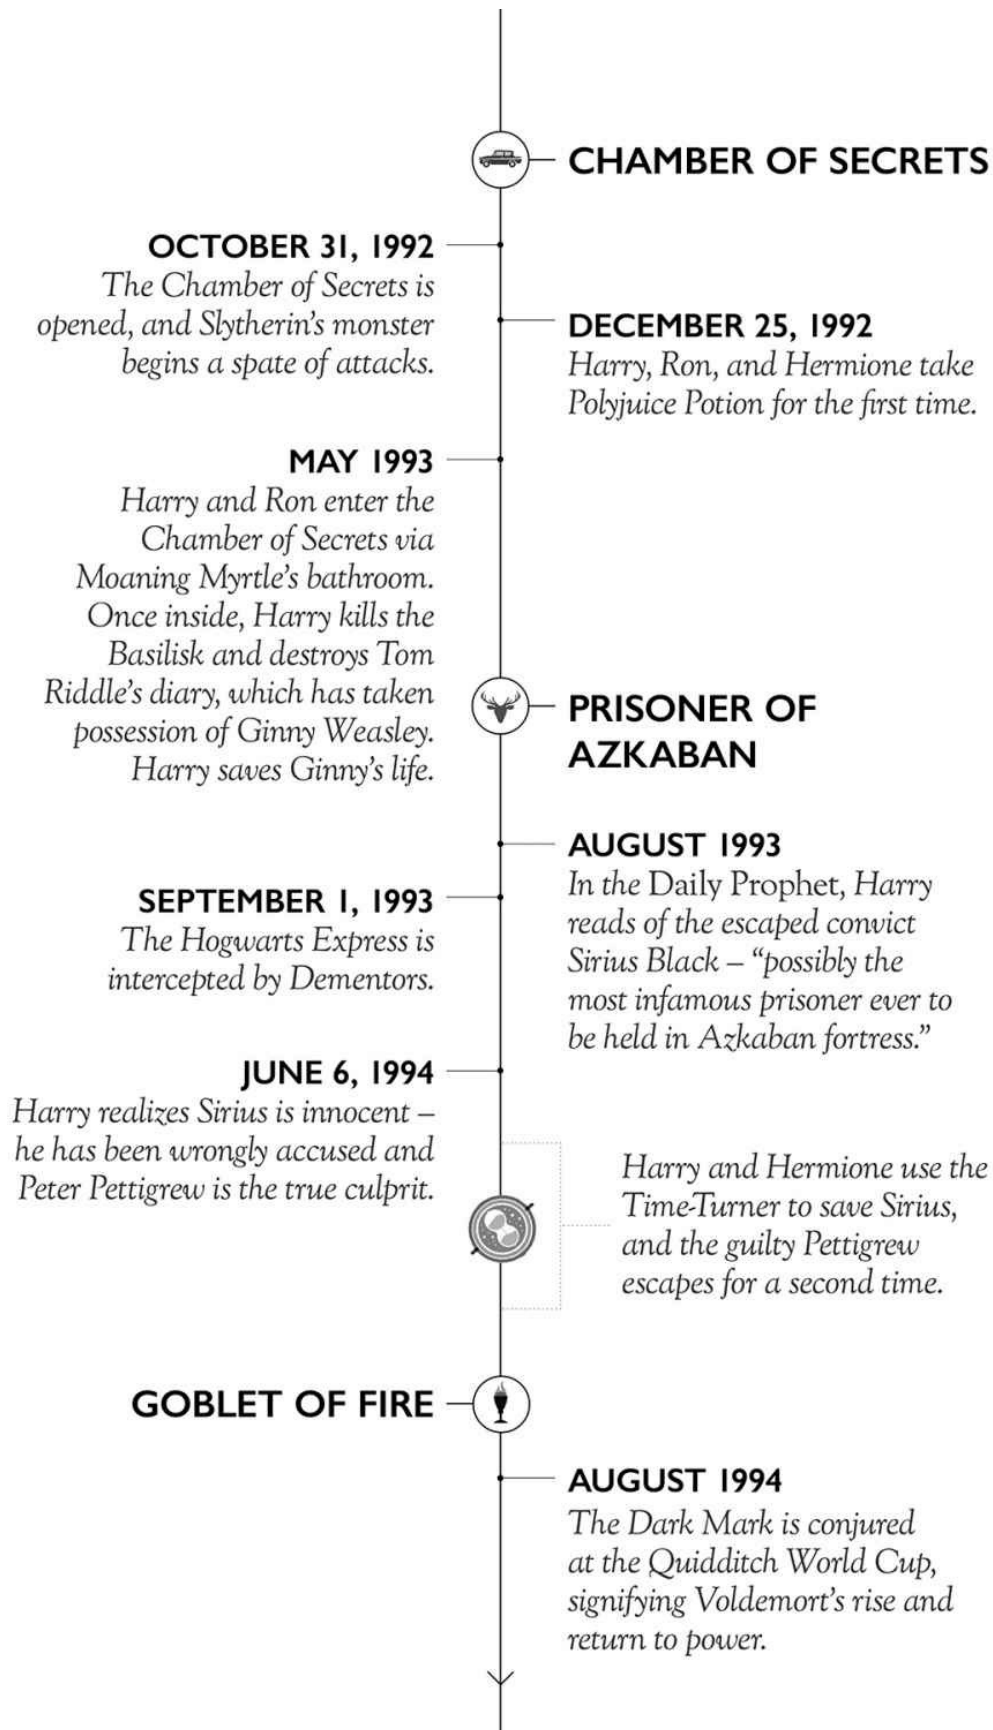 CHAMBER OF SECRETS
OCTOBER 31, 1992
The Chamber of Secrets is
opened, and Slytherin’s monster
begins a spate of attacks.
DECEMBER 25, 1992
Harry, Ron, and Hermione take
Polyjuice Potion for the first time.
MAY 1993
Harry and Ron enter the
Chamber of Secrets via
Moaning Myrtle’s bathroom.
Once inside, Harry kills the
Basilisk and destroys Tom
Riddle’s diary, which has taken
possession of Ginny Weasley.
Harry saves Ginny’s life.
PRISONER OF
AZKABAN
AUGUST 1993
In the Daily Prophet, Harry
reads of the escaped convict
Sirius Black – “possibly the
most infamous prisoner ever to
be held in Azkaban fortress.”
SEPTEMBER 1, 1993
The Hogwarts Express is
intercepted by Dementors.
JUNE 6, 1994
Harry realizes Sirius is innocent –
he has been wrongly accused and
Peter Pettigrew is the true culprit.
Harry and Hermione use the
Time-Turner to save Sirius,
and the guilty Pettigrew
escapes for a second time.
GOBLET OF FIRE
AUGUST 1994
The Dark Mark is conjured
at the Quidditch World Cup,
signifying Voldemort’s rise and
return to power.